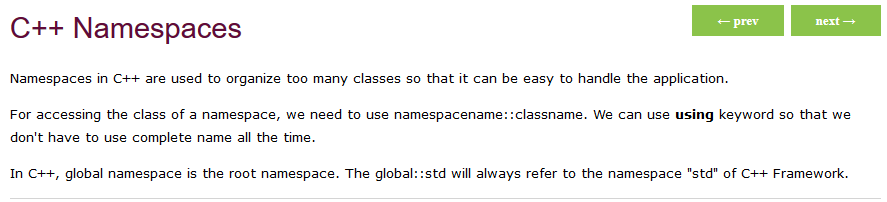 C++ Namespaces
← prev
next →
Namespaces in C++ are used to organize too many classes so that it can be easy to handle the application.
For accessing the class of a namespace, we need to use namespacename::classname. We can use using keyword so that we
don't have to use complete name all the time.
In C++, global namespace is the root namespace. The global::std will always refer to the namespace "std" of C++ Framework.